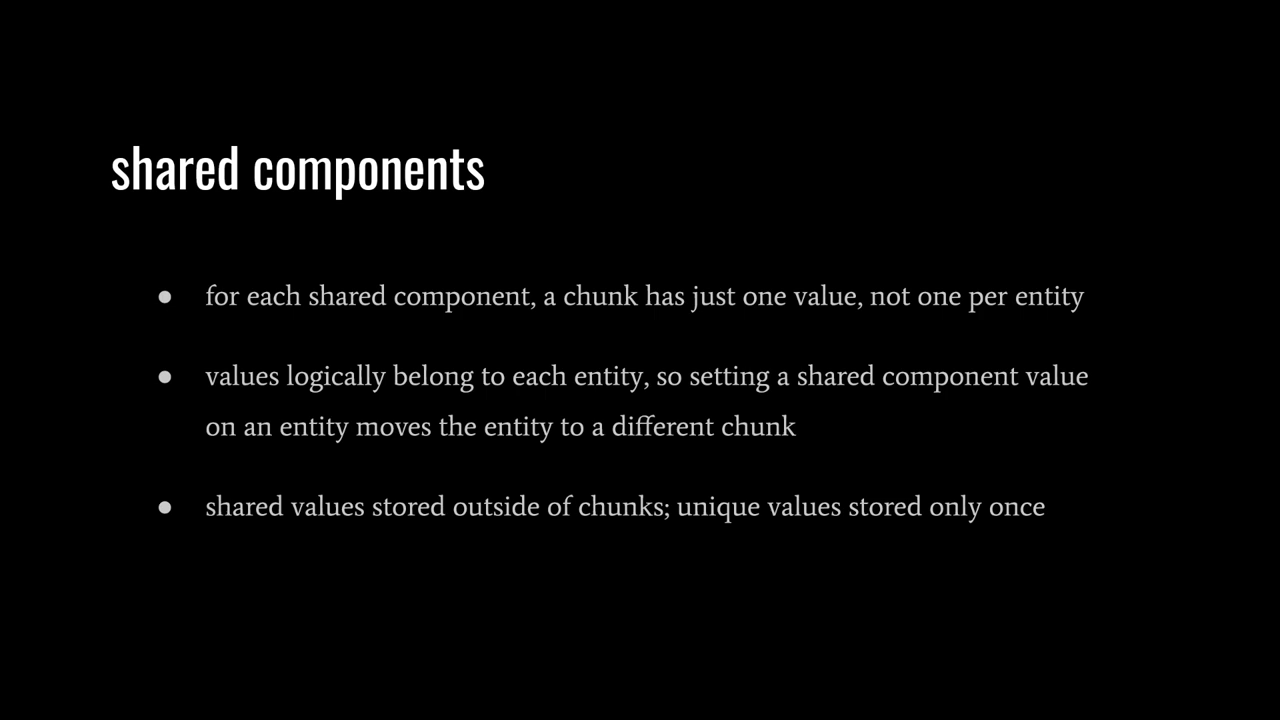 shared components
● for each shared component, a chunk has just one value, not one per entity
● values logically belong to each entity, so setting a shared component value
on an entity moves the entity to a different chunk
● shared values stored outside of chunks; unique values stored only once